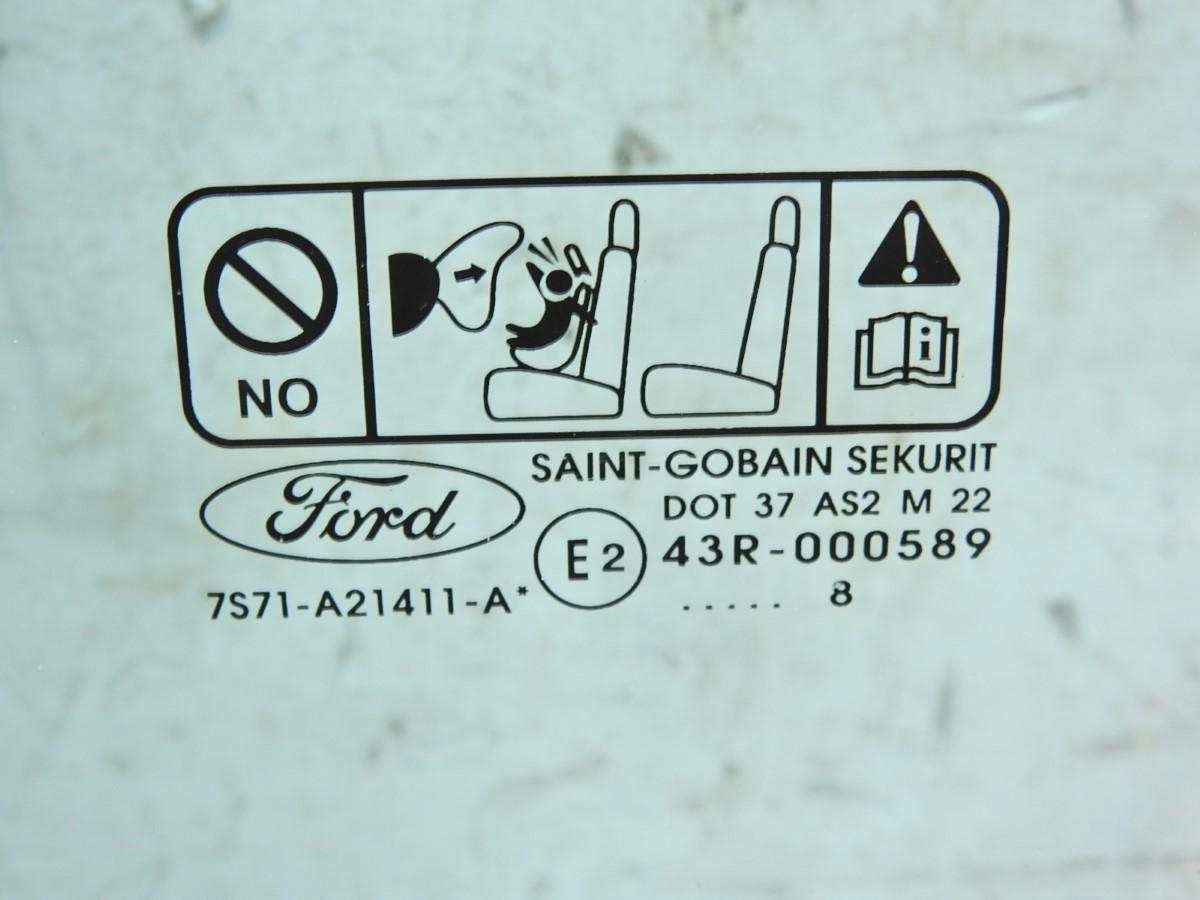 NO
i
Ford
SAINT-GOBAIN SEKURIT
DOT 37 AS2 M 22
E2
43R-000589
7S71-A21411-A*
..... 8